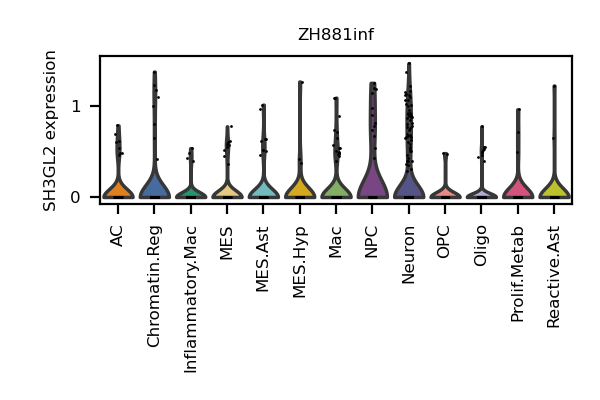 ZH881inf
SH3GL2 expression
1
0
AC
Chromatin.Reg
Inflammatory.Mac
MES
MES.Ast
MES.Hyp
Mac
NPC
Neuron
OPC
Oligo
Prolif.Metab
Reactive.Ast